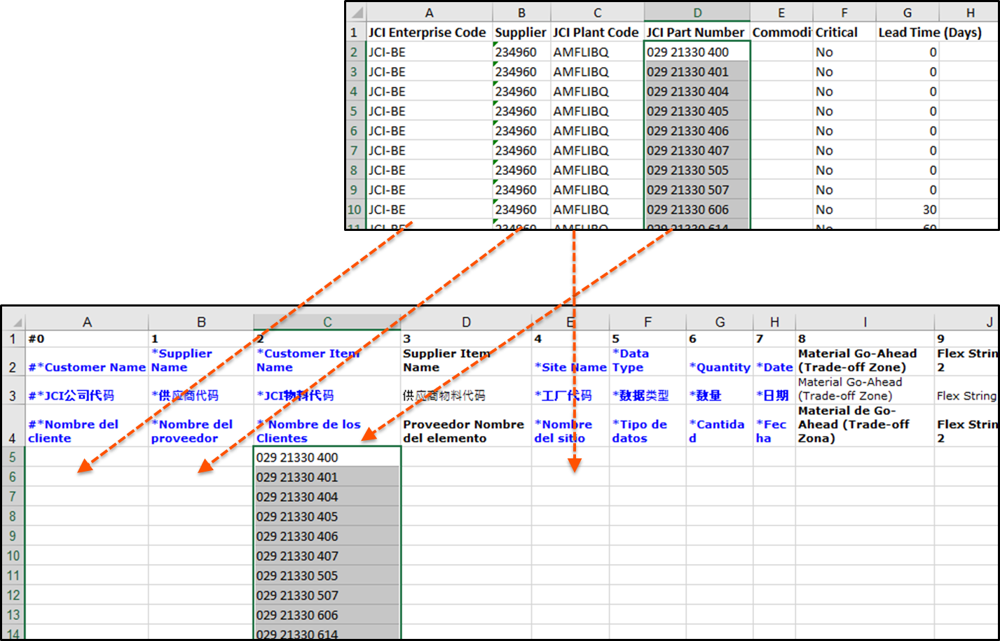 A B C D E F G H
1 JCI Enterprise Code Supplier JCI Plant Code JCI Part Number Commodi Critical Lead Time (Days)
2 JCI-BE 234960 AMFLIBQ 029 21330 400 No 0
3 JCI-BE 234960 AMFLIBQ 029 21330 401 No 0
4 JCI-BE 234960 AMFLIBQ 029 21330 404 No 0
5 JCI-BE 234960 AMFLIBQ 029 21330 405 No 0
6 JCI-BE 234960 AMFLIBQ 029 21330 406 No 0
7 JCI-BE 234960 AMFLIBQ 029 21330 407 No 0
8 JCI-BE 234960 AMFLIBQ 029 21330 505 No 0
9 JCI-BE 234960 AMFLIBQ 029 21330 507 No 0
10 JCI-BE 234960 AMFLIBQ 029 21330 606 No 30
11 JCI-BE 234960 AMFLIBQ 029 21330 614 No 60
A B C D E F G H I J
1 #0 1 2 3 4 5 6 7 8 9
*Supplier *Customer Item Supplier Item *Data Material Go-Ahead Flex Strin
2 #*Customer Name Name Name Name *Site Name Type *Quantity *Date (Trade-off Zone) 2
Material Go-Ahead
3 #*JCI公司代码 *供应商代码 *JCI物料代码 供应商物料代码 *工厂代码 *数据类型 *数量 *日期 (Trade-off Zone) Flex String
Material de Go-
#*Nombre del *Nombre del *Nombre de los Proveedor Nombre *Nombre *Tipo de *Cantida *Fec Ahead (Trade-off Flex Strin
4 cliente proveedor Clientes del elemento del sitio datos d ha Zona) 2
5 029 21330 400
6 029 21330 401
7 029 21330 404
8 029 21330 405
9 029 21330 406
10 029 21330 407
11 029 21330 505
12 029 21330 507
13 029 21330 606
14 029 21330 614